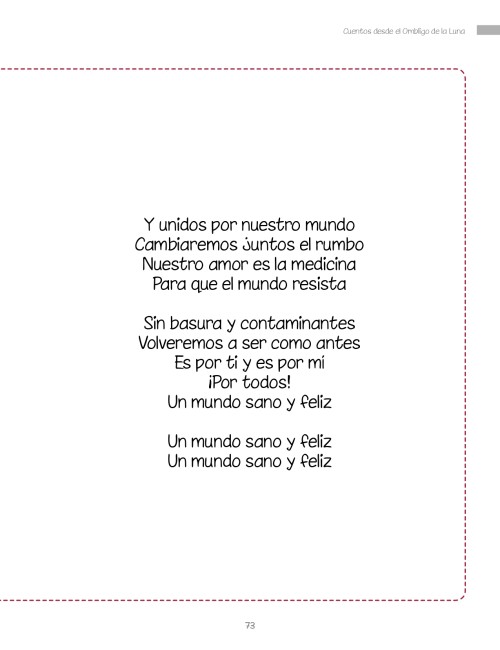 Cuentos desde el Ombligo de la Luna
Y unidos por nuestro mundo
Cambiaremos juntos el rumbo
Nuestro amor es la medicina
Para que el mundo resista
Sin basura y contaminantes
Volveremos a ser como antes
Es por ti y es por mí
¡Por todos!
Un mundo sano y feliz
Un mundo sano y feliz
Un mundo sano y feliz
73